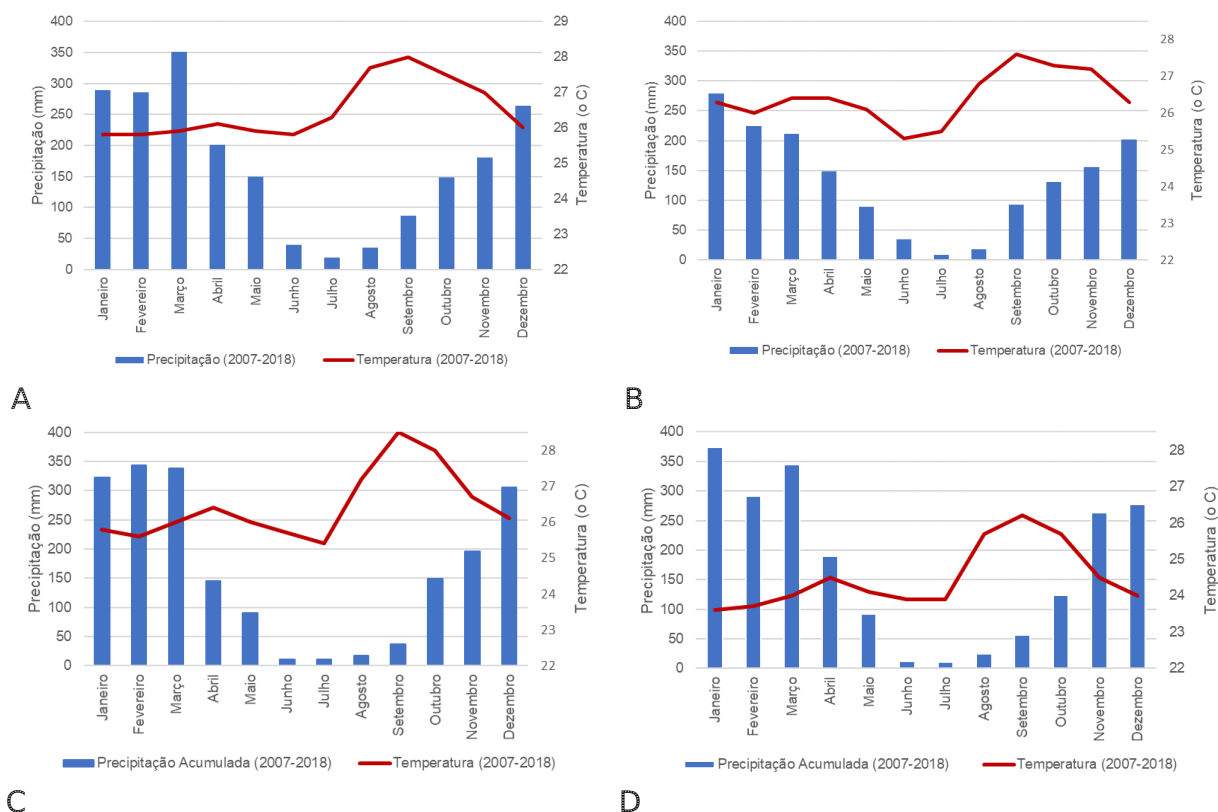 400
350
300
250
200
150
100
50
0
Precipitação (mm)
29
28
27
26
25
24
23
22
Temperatura (o C)
Janeiro
Fevereiro
Março
Abril
Maio
Junho
Julho
Agosto
Setembro
Outubro
Novembro
Dezembro
Precipitação (2007-2018) Temperatura (2007-2018)
A
400
350
300
250
200
150
100
50
0
Precipitação (mm)
28
27
26
25
24
23
22
Temperatura (o C)
Janeiro
Fevereiro
Março
Abril
Maio
Junho
Julho
Agosto
Setembro
Outubro
Novembro
Dezembro
Precipitação (2007-2018) Temperatura (2007-2018)
B
400
350
300
250
200
150
100
50
0
Precipitação (mm)
28
27
26
25
24
23
22
Temperatura (o C)
Janeiro
Fevereiro
Março
Abril
Maio
Junho
Julho
Agosto
Setembro
Outubro
Novembro
Dezembro
Precipitação Acumulada (2007-2018) Temperatura (2007-2018)
C
400
350
300
250
200
150
100
50
0
Precipitação (mm)
28
27
26
25
24
23
22
Temperatura (o C)
Janeiro
Fevereiro
Março
Abril
Maio
Junho
Julho
Agosto
Setembro
Outubro
Novembro
Dezembro
Precipitação Acumulada (2007-2018) Temperatura (2007-2018)
D